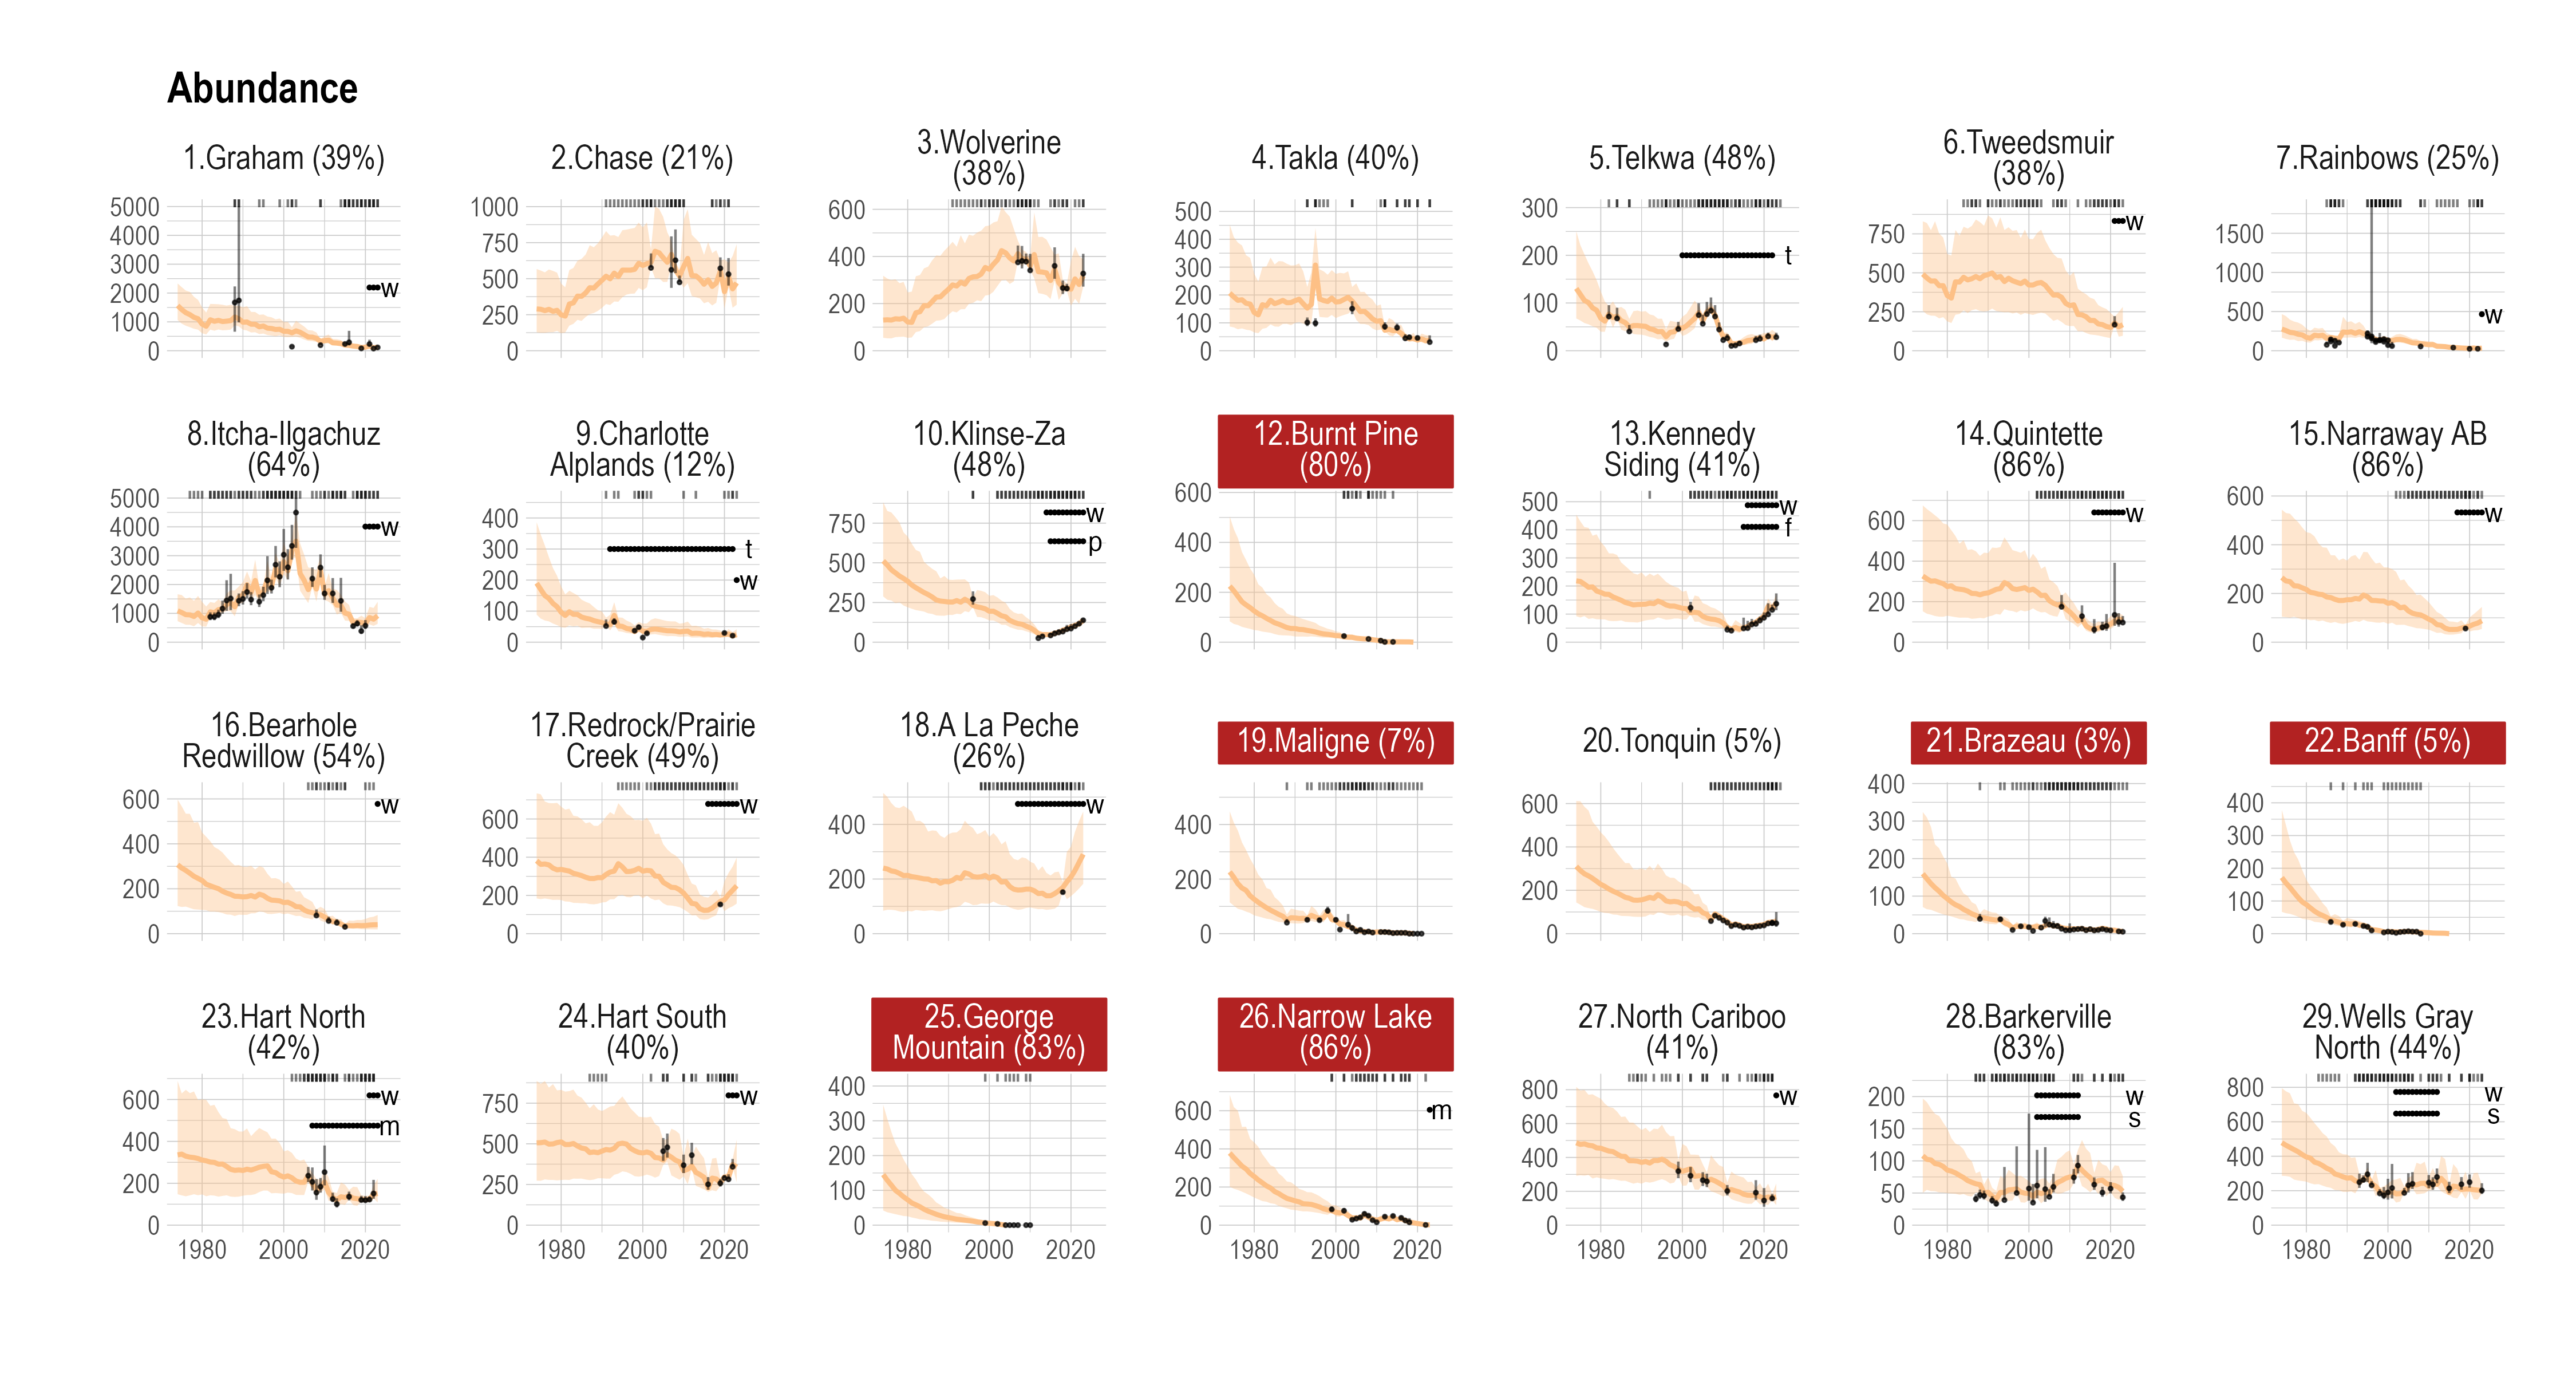 Abundance
1.Graham (39%)
5000
4000
3000
2000
1000
0
w
2.Chase (21%)
1000
750
500
250
0
3.Wolverine
(38%)
600
400
200
0
4.Takla (40%)
500
400
300
200
100
0
5.Telkwa (48%)
300
200
100
0
t
6.Tweedsmuir
(38%)
750
500
250
0
w
7.Rainbows (25%)
1500
1000
500
0
w
8.Itcha-Ilgachuz
(64%)
5000
4000
3000
2000
1000
0
w
9.Charlotte
Alplands (12%)
400
300
200
100
0
t
w
10.Klinse-Za
(48%)
750
500
250
0
w
p
12.Burnt Pine
(80%)
600
400
200
0
13.Kennedy
Siding (41%)
500
400
300
200
100
0
w
f
14.Quintette
(86%)
600
400
200
0
w
15.Narraway AB
(86%)
600
400
200
0
w
16.Bearhole
Redwillow (54%)
600
400
200
0
w
17.Redrock/Prairie
Creek (49%)
600
400
200
0
w
18.A La Peche
(26%)
400
200
0
w
19.Maligne (7%)
400
200
0
20.Tonquin (5%)
600
400
200
0
21.Brazeau (3%)
400
300
200
100
0
22.Banff (5%)
400
300
200
100
0
23.Hart North
(42%)
600
400
200
0
w
m
1980 2000 2020
24.Hart South
(40%)
750
500
250
0
w
1980 2000 2020
25.George
Mountain (83%)
400
300
200
100
0
1980 2000 2020
26.Narrow Lake
(86%)
600
400
200
0
m
1980 2000 2020
27.North Cariboo
(41%)
800
600
400
200
0
w
1980 2000 2020
28.Barkerville
(83%)
200
150
100
50
0
w
s
1980 2000 2020
29.Wells Gray
North (44%)
800
600
400
200
0
w
s
1980 2000 2020